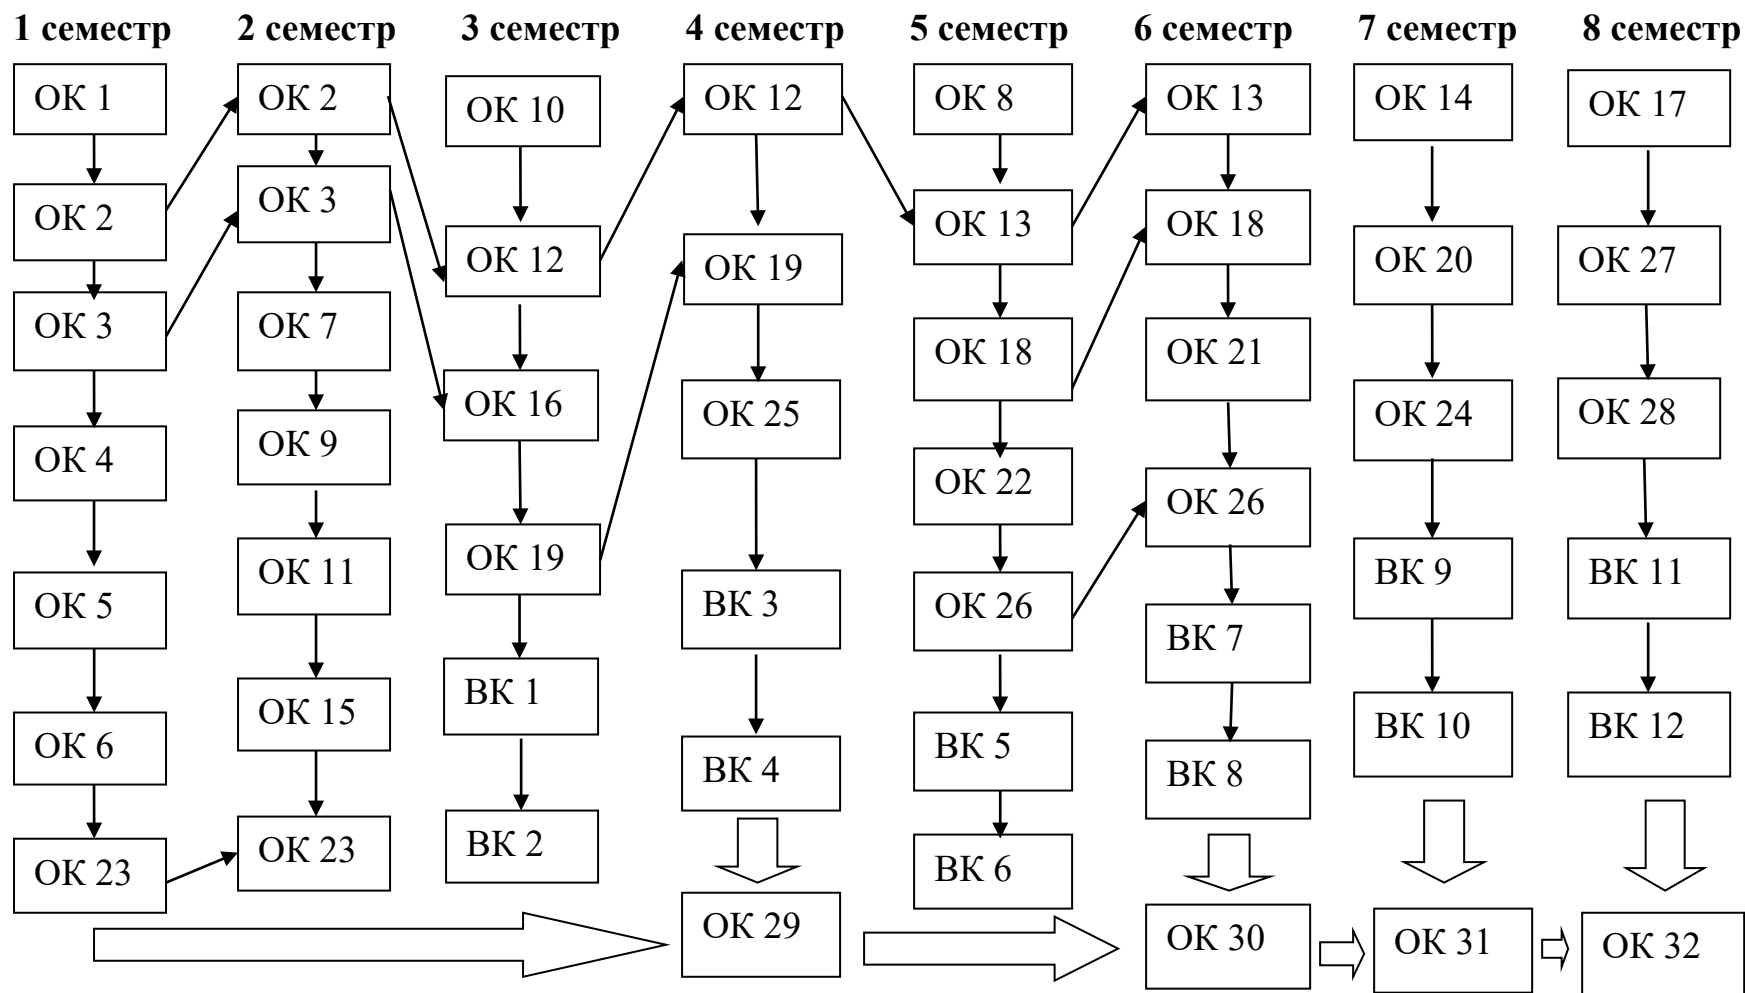 1 семестр
2 семестр
3 семестр
4 семестр
5 семестр
6 семестр
7 семестр
8 семестр
ОК 1
ОК 2
ОК 3
ОК 4
ОК 5
ОК 6
ОК 23
ОК 2
ОК 3
ОК 7
ОК 9
ОК 11
ОК 15
ОК 23
ОК 10
ОК 12
ОК 16
ОК 19
ВК 1
ВК 2
ОК 12
ОК 19
ОК 25
ВК 3
ВК 4
ОК 29
ОК 8
ОК 13
ОК 18
ОК 22
ОК 26
ВК 5
ВК 6
ОК 13
ОК 18
ОК 21
ОК 26
ВК 7
ВК 8
ОК 30
ОК 14
ОК 20
ОК 24
ВК 9
ВК 10
ОК 31
ОК 17
ОК 27
ОК 28
ВК 11
ВК 12
ОК 32